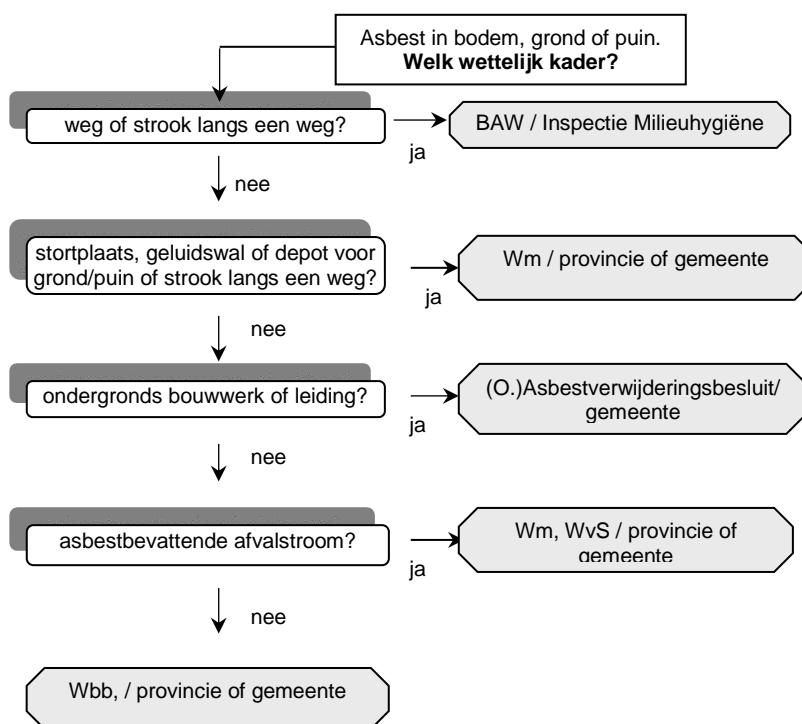 Asbest in bodem, grond of puin.
Welk wettelijk kader?
weg of strook langs een weg?
ja
BAW / Inspectie Milieuhygiëne
nee
stortplaats, geluidswal of depot voor
grond/puin of strook langs een weg?
ja
Wm / provincie of gemeente
nee
ondergronds bouwwerk of leiding?
ja
(O.)Asbestverwijderingsbesluit/
gemeente
nee
asbestbevattende afvalstroom?
ja
Wm, WvS / provincie of
gemeente
nee
Wbb, / provincie of gemeente